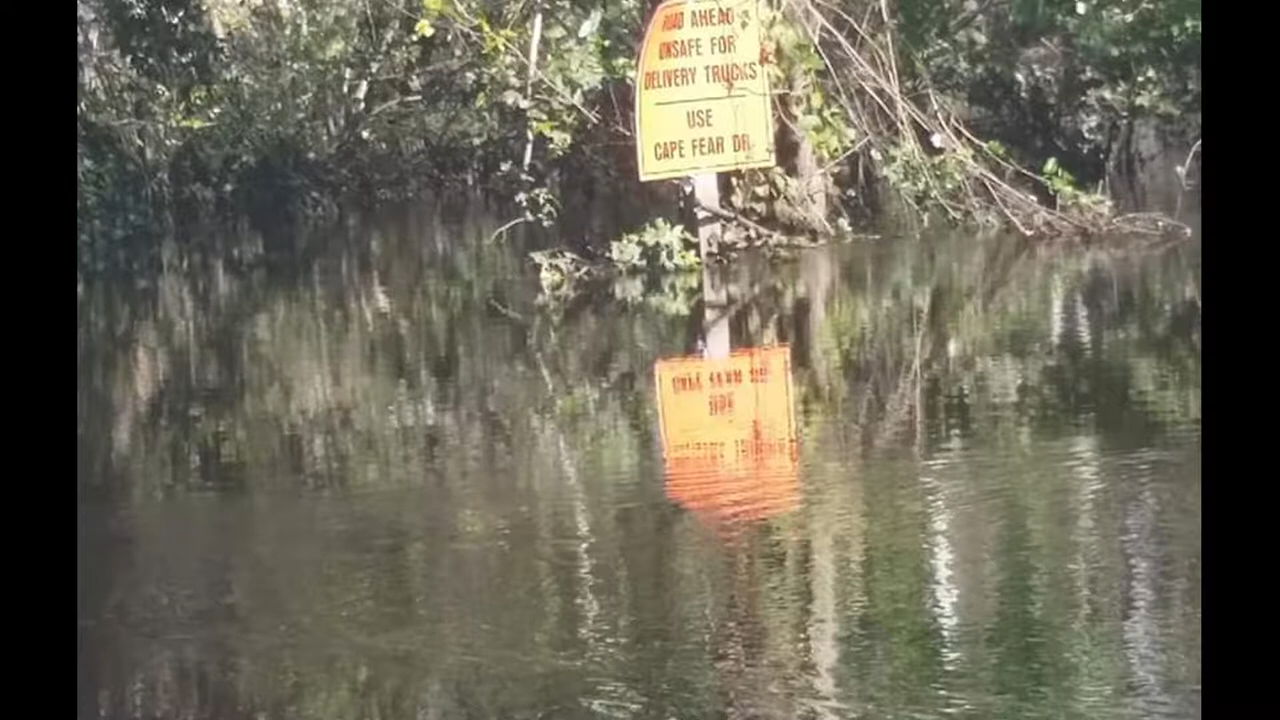 ROAD AHEAD
UNSAFE FOR
DELIVERY TRUCKS
USE
CAPE FEAR DR